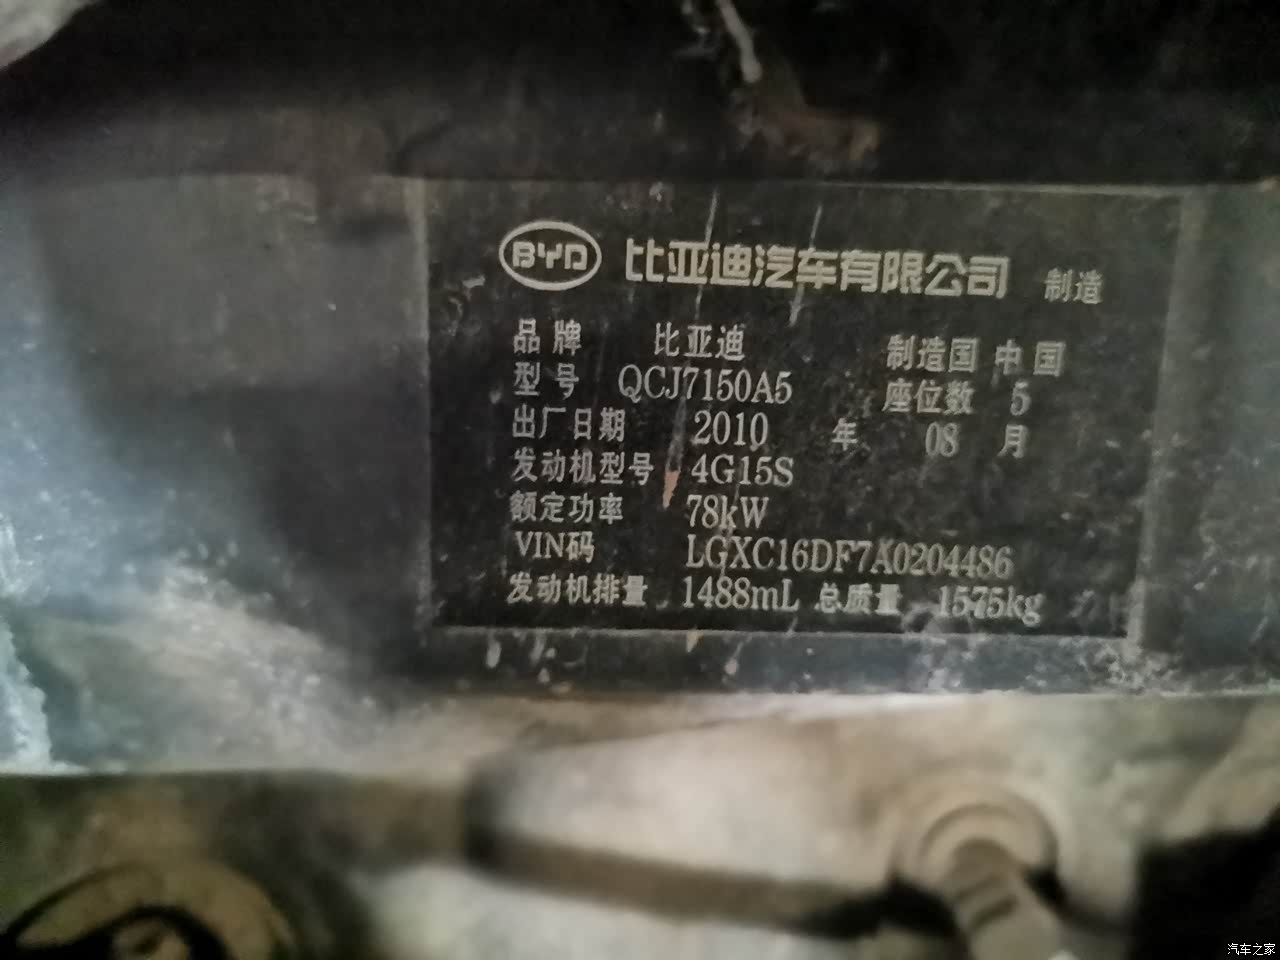 BYD 比亚迪汽车有限公司 制造
品牌 比亚迪 制造国 中国
型号 QCJ7150A5 座位数 5
出厂日期 2010 年 08 月
发动机型号 4G15S
额定功率 78kW
VIN码 LGXC16DF7A0204486
发动机排量 1488mL 总质量 1575kg
汽车之家